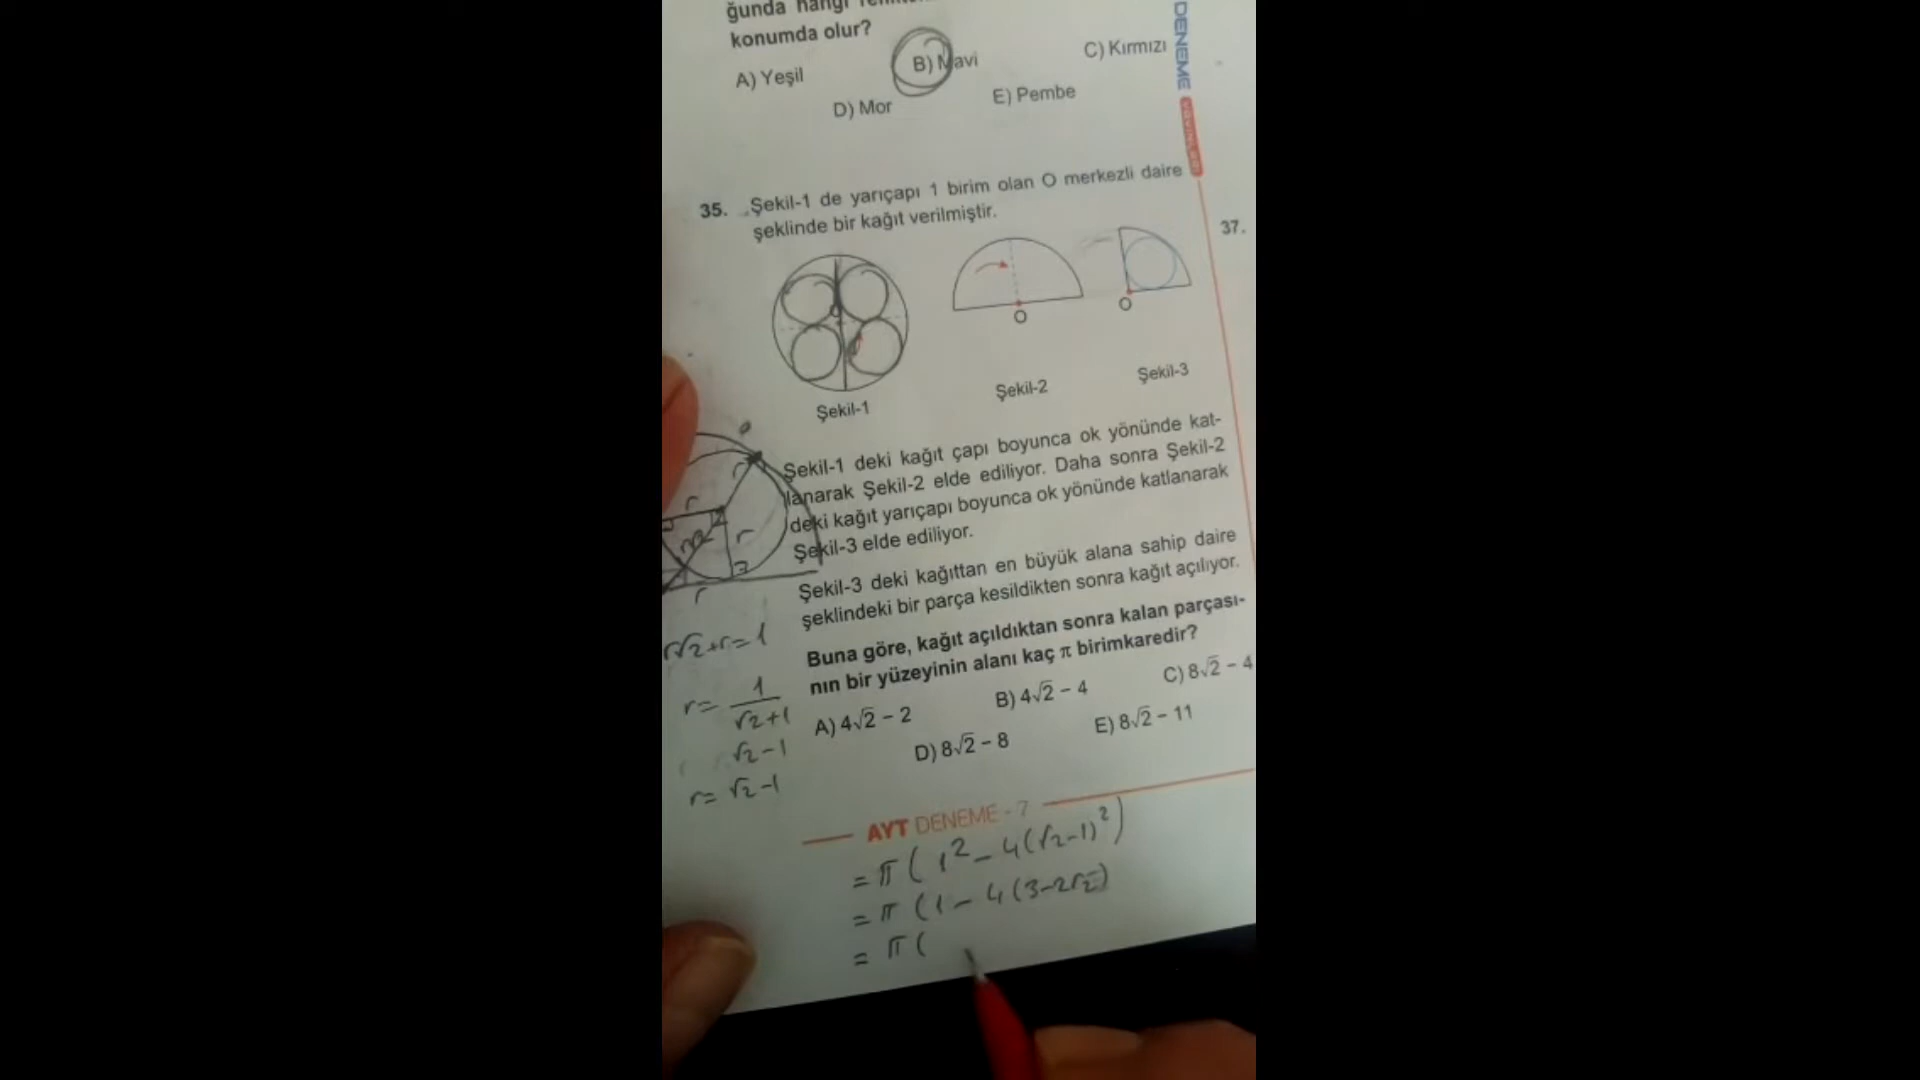 ğunda hangi
konumda olur?
A) Yeşil
B) Mavi
C) Kırmızı
D) Mor
E) Pembe
DENEME
YAYINLARI
35. Şekil-1 de yarıçapı 1 birim olan O merkezli daire
şeklinde bir kağıt verilmiştir.
37.
O
O
Şekil-1
Şekil-2
Şekil-3
Şekil-1 deki kağıt çapı boyunca ok yönünde kat-
lanarak Şekil-2 elde ediliyor. Daha sonra Şekil-2
deki kağıt yarıçapı boyunca ok yönünde katlanarak
Şekil-3 elde ediliyor.
Şekil-3 deki kağıttan en büyük alana sahip daire
şeklindeki bir parça kesildikten sonra kağıt açılıyor.
Buna göre, kağıt açıldıktan sonra kalan parçası-
nın bir yüzeyinin alanı kaç π birimkaredir?
A) 4√2 – 2
B) 4√2 – 4
C) 8√2 – 4
D) 8√2 – 8
E) 8√2 – 11
r
r
r
r
r√2+r=1
r= 1
√2+1
√2-1
r= √2-1
AYT DENEME - 7
= π ( 1² - 4(√2-1)²)
= π (1 - 4(3-2√2)
= π (